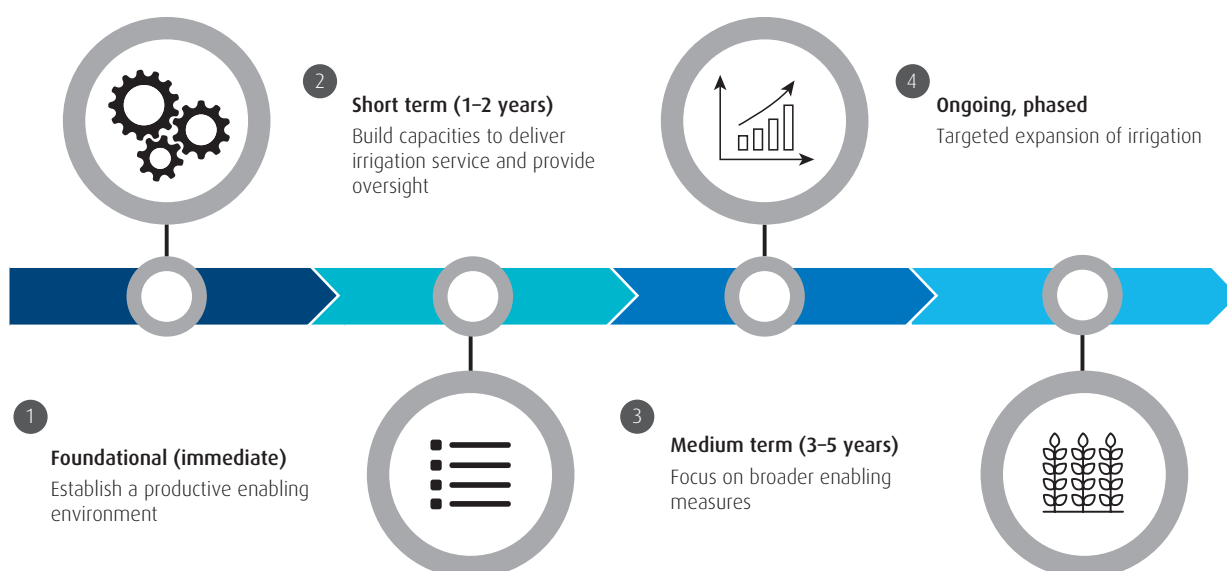 1
Foundational (immediate)
Establish a productive enabling
environment
2
Short term (1–2 years)
Build capacities to deliver
irrigation service and provide
oversight
3
Medium term (3–5 years)
Focus on broader enabling
measures
4
Ongoing, phased
Targeted expansion of irrigation